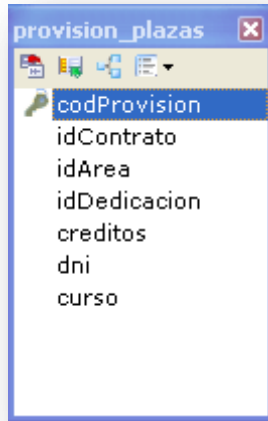 provision_plazas
codProvision
idContrato
idArea
idDedicacion
creditos
dni
curso